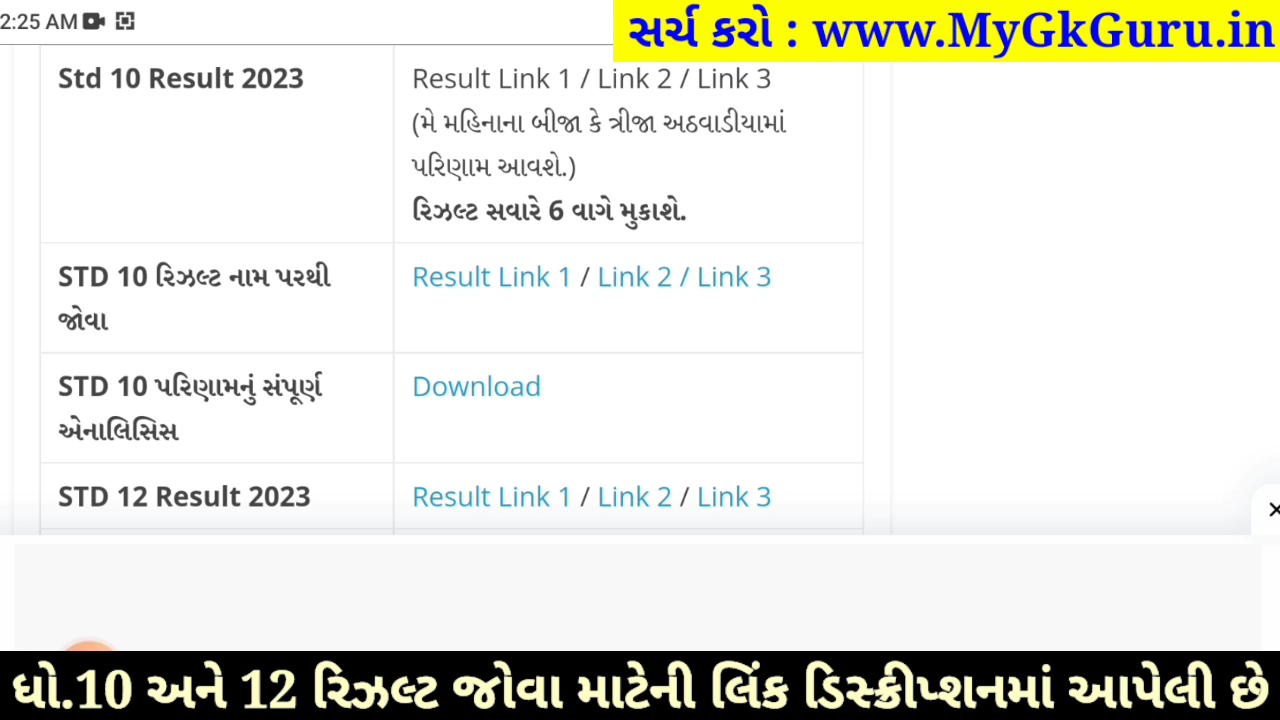 2:25 AM
સર્ચ કરો : www.MyGkGuru.in
Std 10 Result 2023
Result Link 1 / Link 2 / Link 3
(મે મહિનાના બીજા કે ત્રીજા અઠવાડીયામાં
પરિણામ આવશે.)
રિઝલ્ટ સવારે 6 વાગે મુકાશે.
STD 10 રિઝલ્ટ નામ પરથી
જોવા
Result Link 1 / Link 2 / Link 3
STD 10 પરિણામનું સંપૂર્ણ
એનાલિસિસ
Download
STD 12 Result 2023
Result Link 1 / Link 2 / Link 3
ધો.10 અને 12 રિઝલ્ટ જોવા માટેની લિંક ડિસ્ક્રીપ્શનમાં આપેલી છે